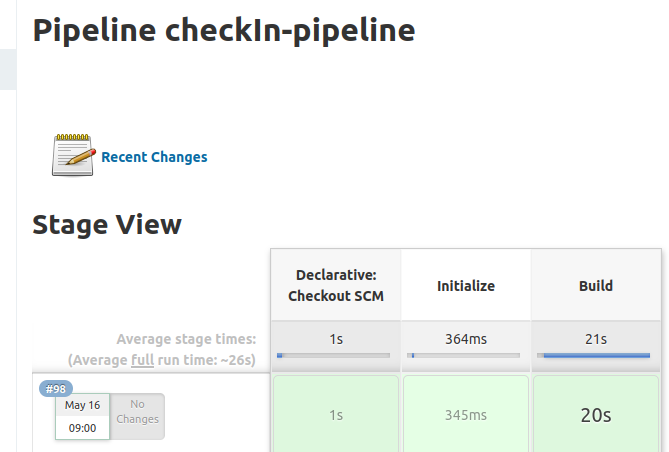 Pipeline checkIn-pipeline
Recent Changes
Stage View
Declarative:
Checkout SCM
Initialize
Build
Average stage times:
(Average full run time: ~26s)
1s
364ms
21s
#98
May 16
09:00
No
Changes
1s
345ms
20s